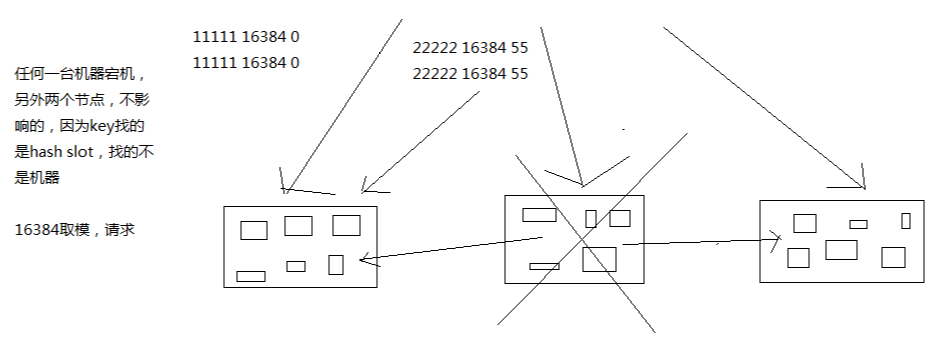 11111 16384 0
11111 16384 0
22222 16384 55
22222 16384 55
任何一台机器宕机，
另外两个节点，不影
响的，因为key找的
是hash slot，找的不
是机器
16384取模，请求